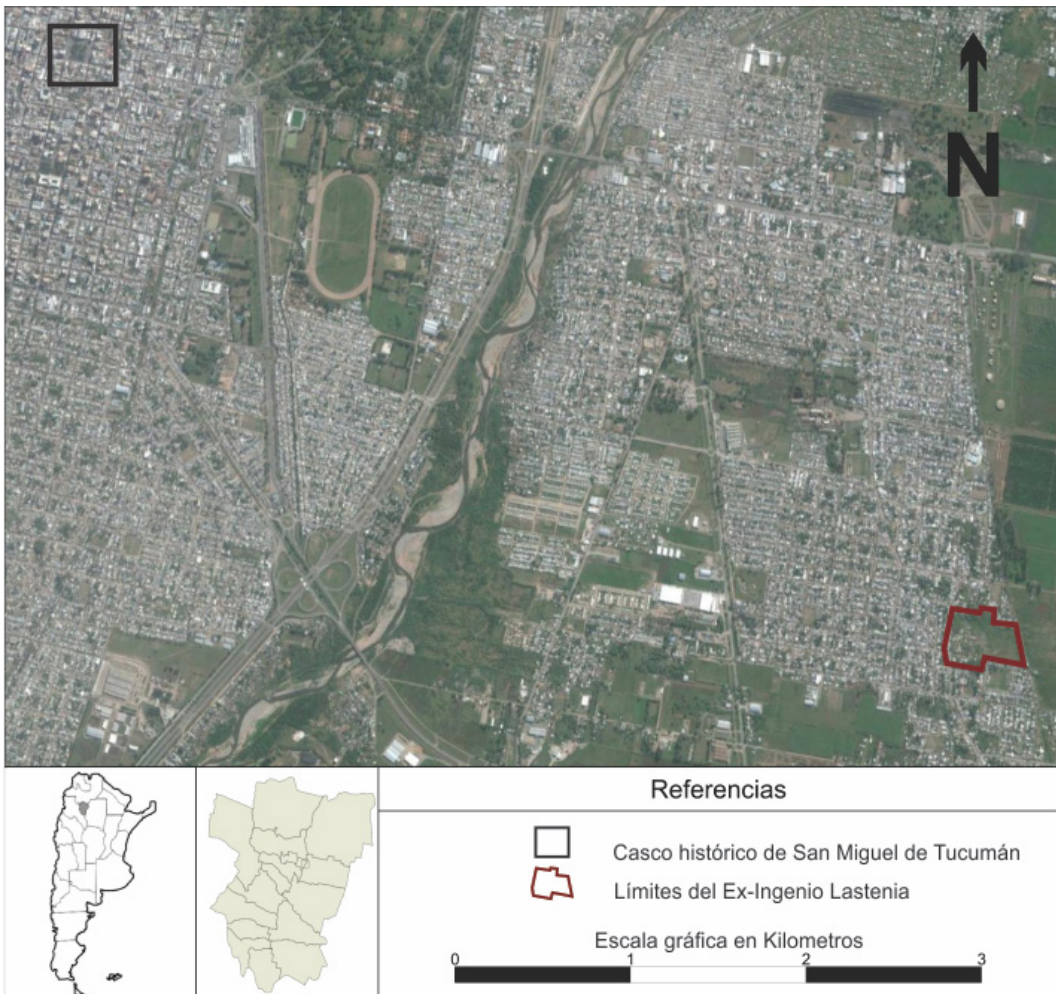 N
Referencias
Casco histórico de San Miguel de Tucumán
Límites del Ex-Ingenio Lastenia
Escala gráfica en Kilometros
0 1 2 3